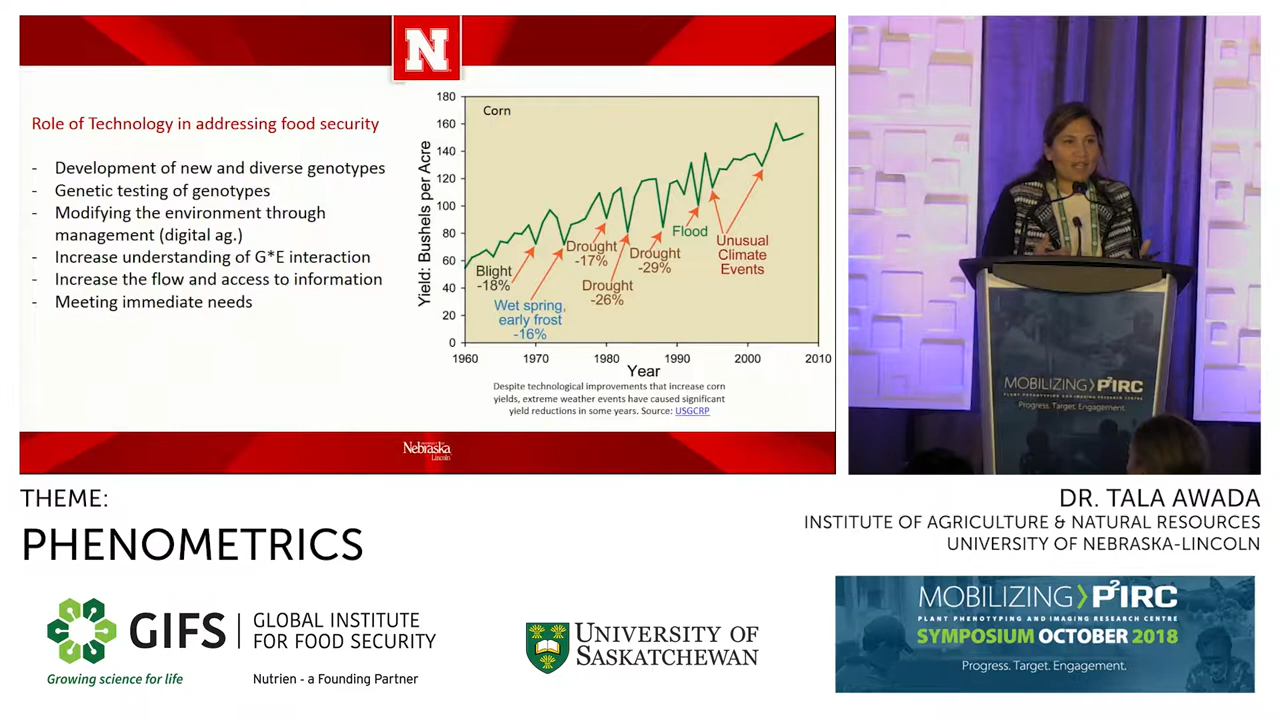 N
Role of Technology in addressing food security
- Development of new and diverse genotypes
- Genetic testing of genotypes
- Modifying the environment through
management (digital ag.)
- Increase understanding of G*E interaction
- Increase the flow and access to information
- Meeting immediate needs
Corn
Yield: Bushels per Acre
180
160
140
120
100
80
60
40
20
0
1960
1970
1980
1990
2000
2010
Year
Blight
-18%
Wet spring,
early frost
-16%
Drought
-17%
Drought
-26%
Drought
-29%
Flood
Unusual
Climate
Events
Despite technological improvements that increase corn
yields, extreme weather events have caused significant
yield reductions in some years. Source: USGCRP
Nebraska
Lincoln
MOBILIZING>P²IRC
PLANT PHENOTYPING AND IMAGING RESEARCH CENTRE
Progress. Target. Engagement.
THEME:
PHENOMETRICS
DR. TALA AWADA
INSTITUTE OF AGRICULTURE & NATURAL RESOURCES
UNIVERSITY OF NEBRASKA-LINCOLN
GIFS
GLOBAL INSTITUTE
FOR FOOD SECURITY
Growing science for life
Nutrien - a Founding Partner
UNIVERSITY OF
SASKATCHEWAN
MOBILIZING>P²IRC
PLANT PHENOTYPING AND IMAGING RESEARCH CENTRE
SYMPOSIUM OCTOBER 2018
Progress. Target. Engagement.